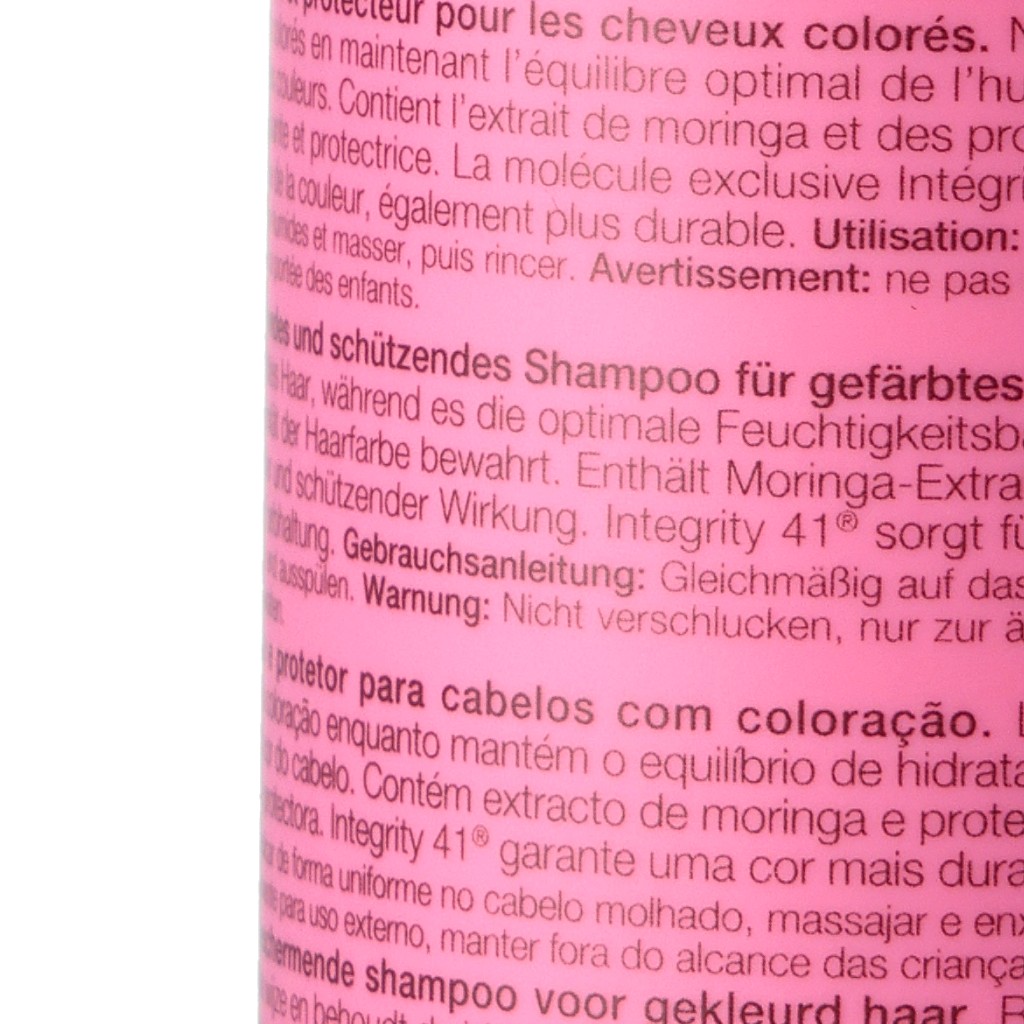 protecteur pour les cheveux colorés.
en maintenant l'équilibre optimal de l'hu
couleurs. Contient l'extrait de moringa et des pro
et protectrice. La molécule exclusive Intégri
de la couleur, également plus durable. Utilisation:
et masser, puis rincer. Avertissement: ne pas
portée des enfants.
und schützendes Shampoo für gefärbtes
Haar, während es die optimale Feuchtigkeitsb
der Haarfarbe bewahrt. Enthält Moringa-Extra
und schützender Wirkung. Integrity 41® sorgt fü
Gebrauchsanleitung: Gleichmäßig auf das
ausspülen. Warnung: Nicht verschlucken, nur zur ä
e protetor para cabelos com coloração.
coloração enquanto mantém o equilíbrio de hidrata
do cabelo. Contém extracto de moringa e prote
Integrity 41® garante uma cor mais dura
de forma uniforme no cabelo molhado, massajar e enx
para uso externo, manter fora do alcance das criança
shampoo voor gekleurd haar.
en behoudt